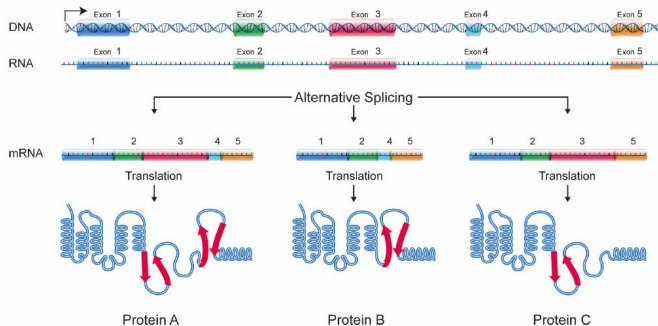 Exon 1 Exon 2 Exon 3 Exon 4 Exon 5
DNA
Exon 1 Exon 2 Exon 3 Exon 4 Exon 5
RNA
Alternative Splicing
1 2 3 4 5 1 2 4 5 1 2 3 5
mRNA
Translation Translation Translation
Protein A Protein B Protein C